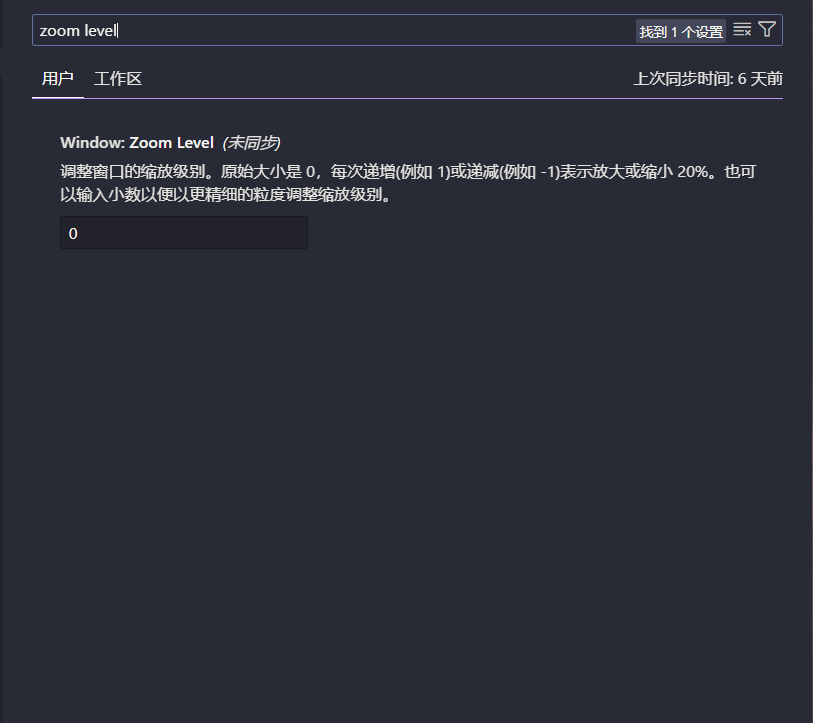 zoom level
找到 1 个设置
用户 工作区 上次同步时间: 6 天前
Window: Zoom Level (未同步)
调整窗口的缩放级别。原始大小是 0，每次递增(例如 1)或递减(例如 -1)表示放大或缩小 20%。也可
以输入小数以便以更精细的粒度调整缩放级别。
0